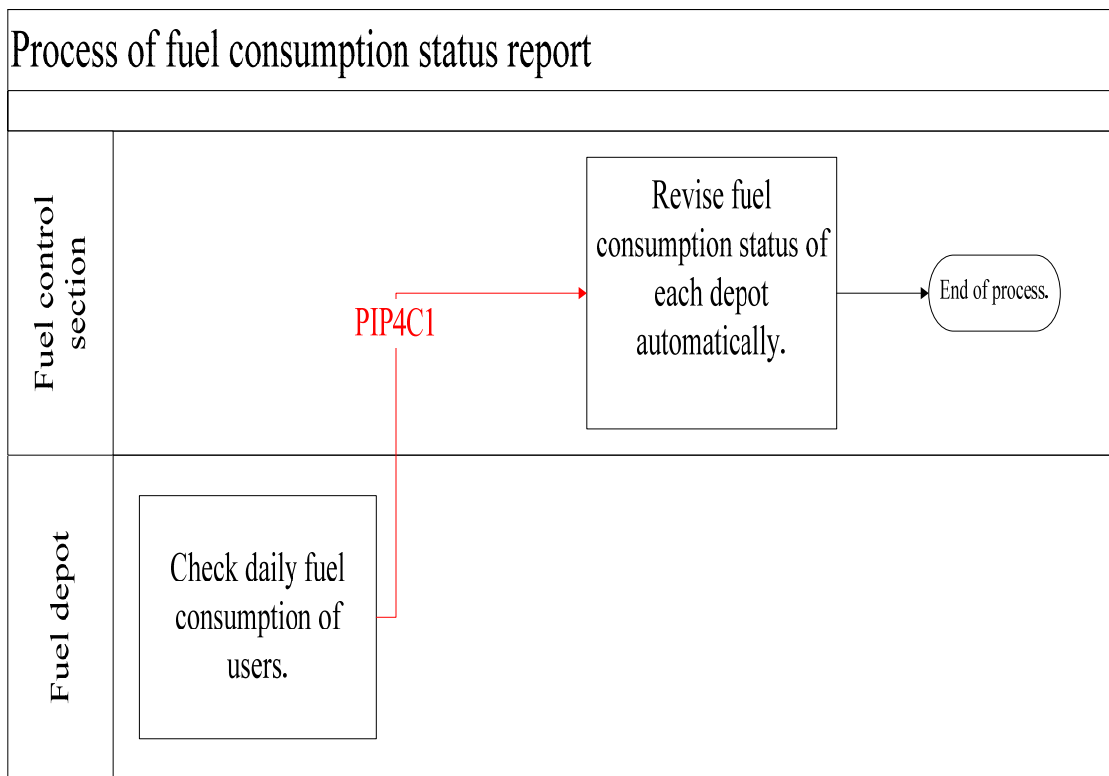 Process of fuel consumption status report
Fuel control
section
Revise fuel
consumption status of
each depot
automatically.
End of process.
PIP4C1
Fuel depot
Check daily fuel
consumption of
users.